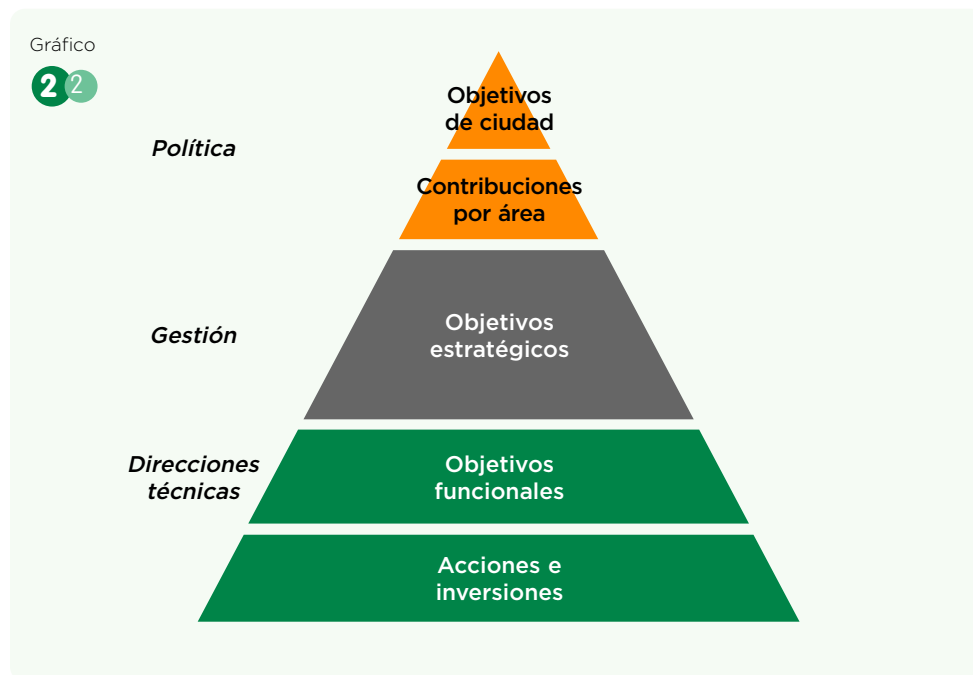 Gráfico
2 2
Objetivos
de ciudad
Política
Contribuciones
por área
Gestión
Objetivos
estratégicos
Direcciones
técnicas
Objetivos
funcionales
Acciones e
inversiones